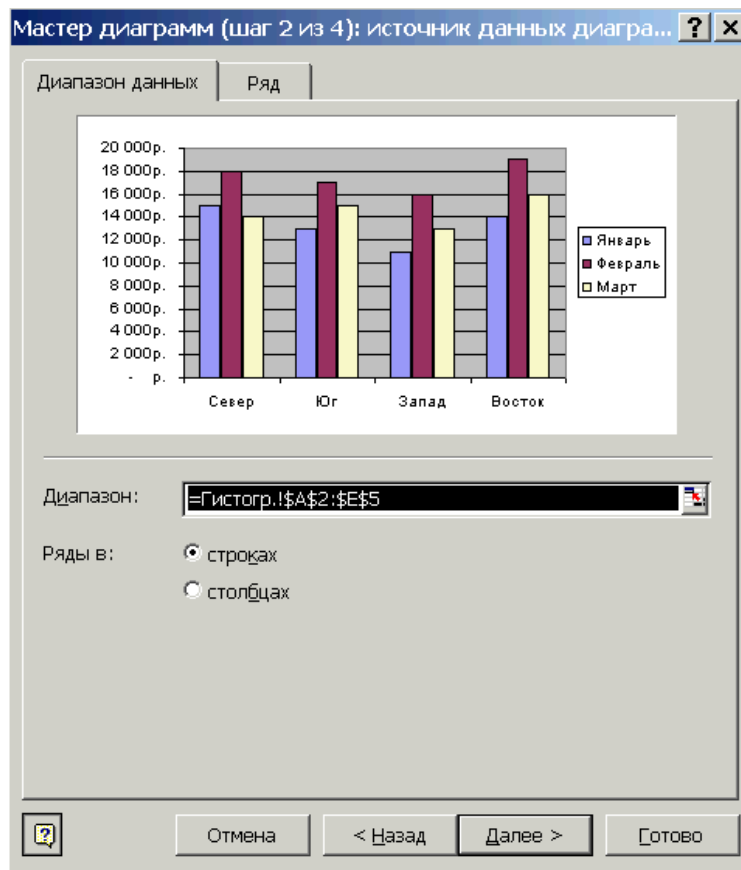 Мастер диаграмм (шаг 2 из 4): источник данных диагра...
Диапазон данных Ряд
20 000р.
18 000р.
16 000р.
14 000р.
12 000р.
10 000р.
8 000р.
6 000р.
4 000р.
2 000р.
- р.
Север Юг Запад Восток
Январь
Февраль
Март
Диапазон: =Гистогр.!$A$2:$E$5
Ряды в: строках
столбцах
Отмена < Назад Далее > Готово